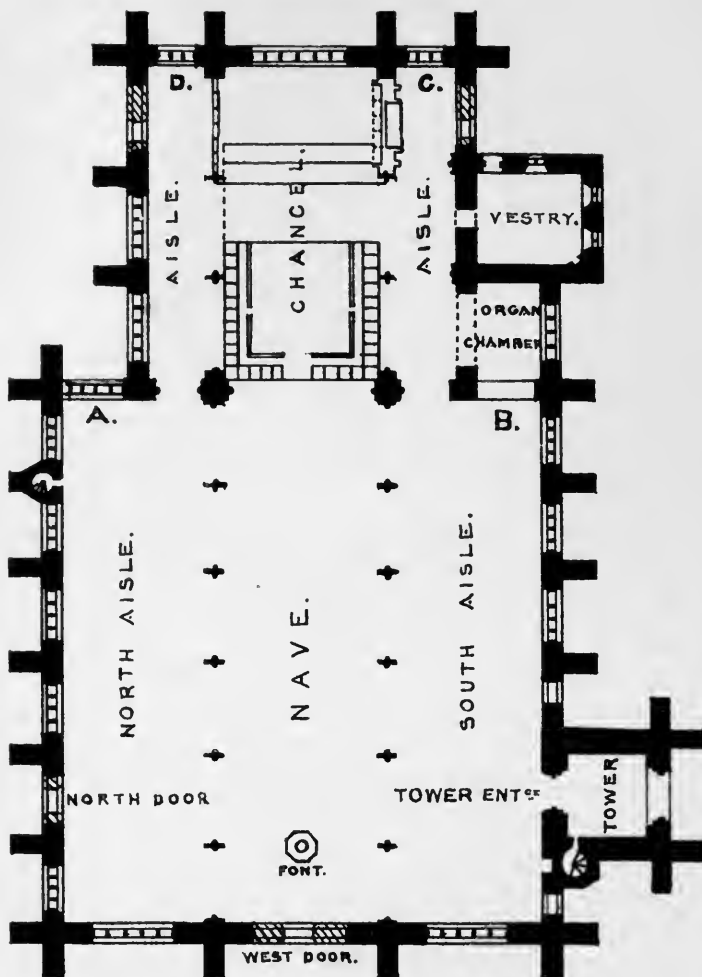 D.
C.
AISLE.
CHANCEL.
AISLE.
VESTRY.
ORGAN
CHAMBER
A.
B.
NORTH AISLE.
NAVE.
SOUTH AISLE.
NORTH DOOR
TOWER ENTCE
TOWER
FONT.
WEST DOOR.